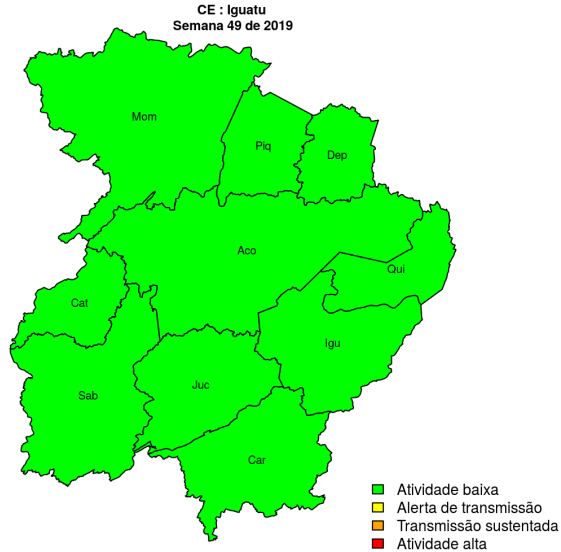 CE : Iguatu
Semana 49 de 2019
Mom
Piq
Dep
Aco
Qui
Cat
Igu
Juc
Sab
Car
Atividade baixa
Alerta de transmissão
Transmissão sustentada
Atividade alta